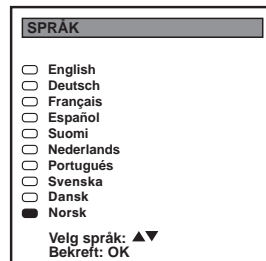 SPRÅK
English
Deutsch
Français
Español
Suomi
Nederlands
Portugués
Svenska
Dansk
Norsk
Velg språk: ▲▼
Bekreft: OK